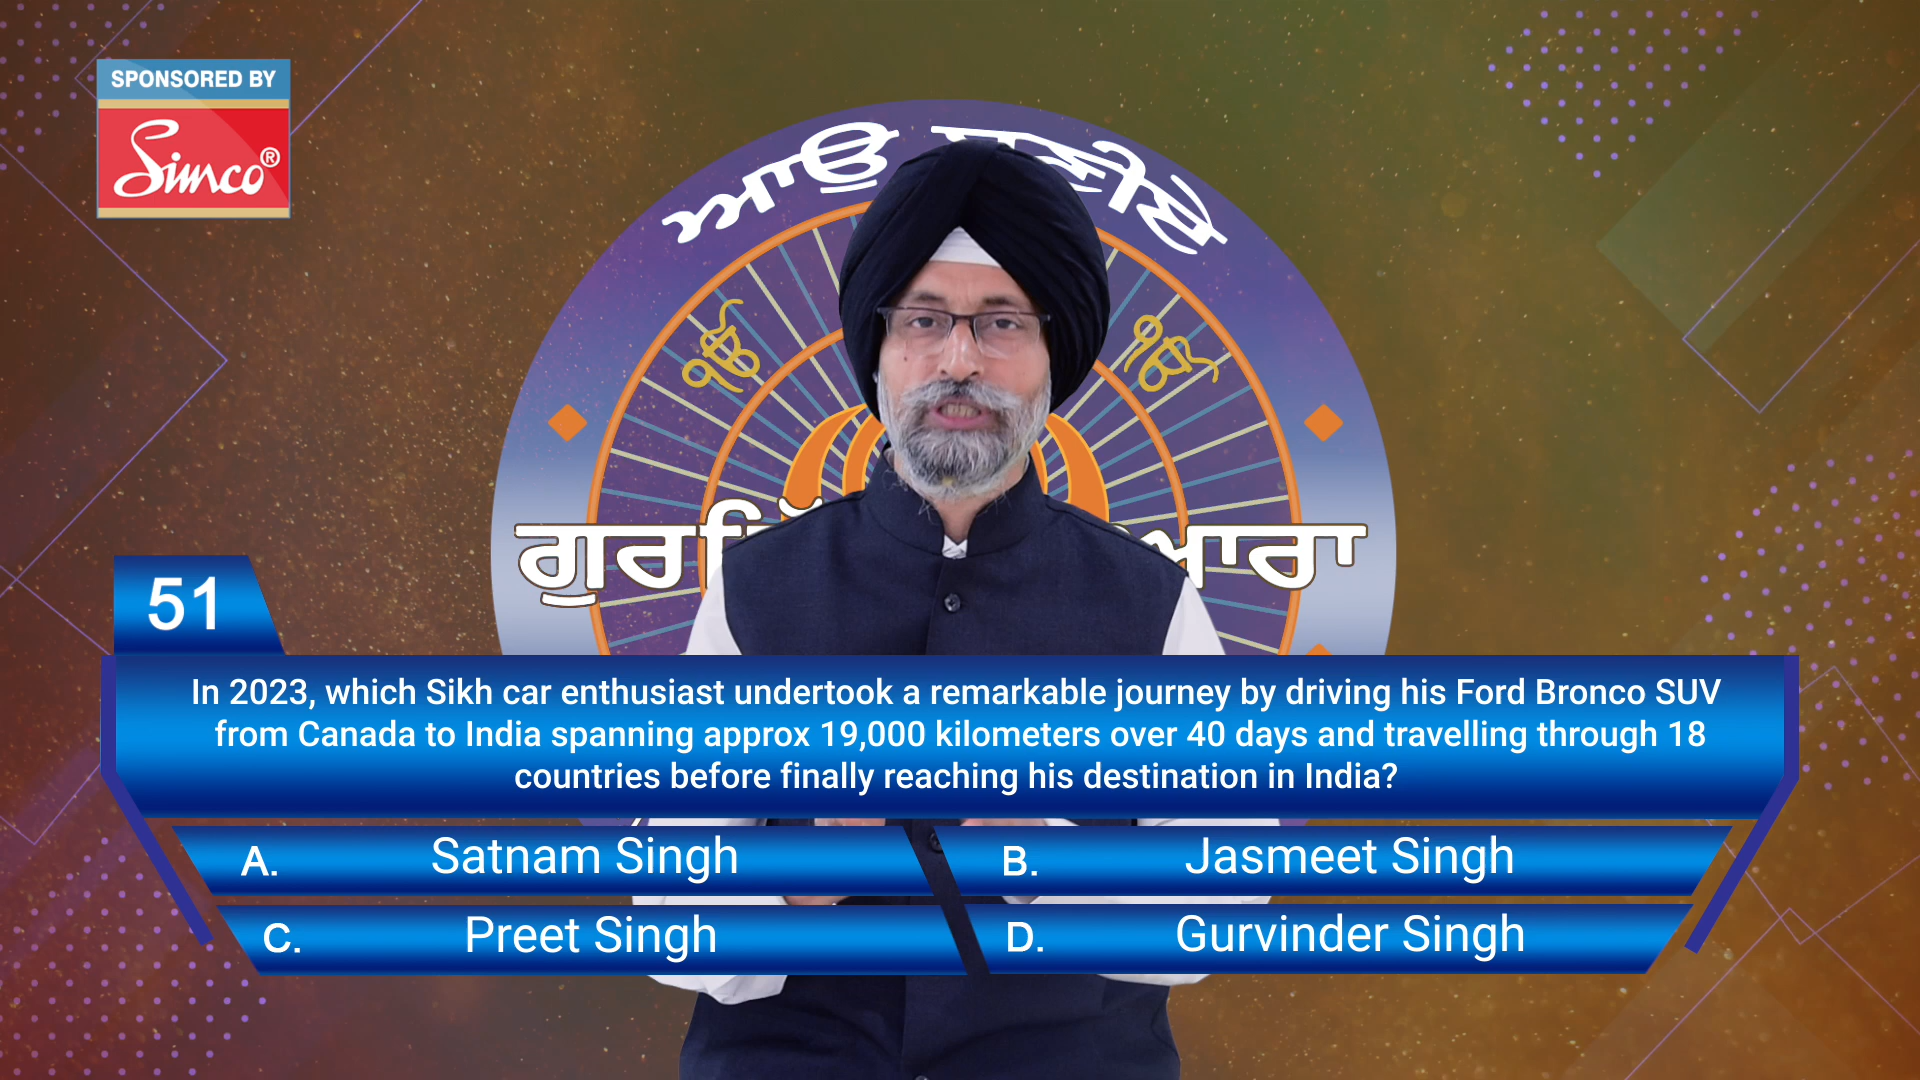 SPONSORED BY
Simco®
ਆਉ
51
In 2023, which Sikh car enthusiast undertook a remarkable journey by driving his Ford Bronco SUV
from Canada to India spanning approx 19,000 kilometers over 40 days and travelling through 18
countries before finally reaching his destination in India?
A. Satnam Singh
B. Jasmeet Singh
C. Preet Singh
D. Gurvinder Singh